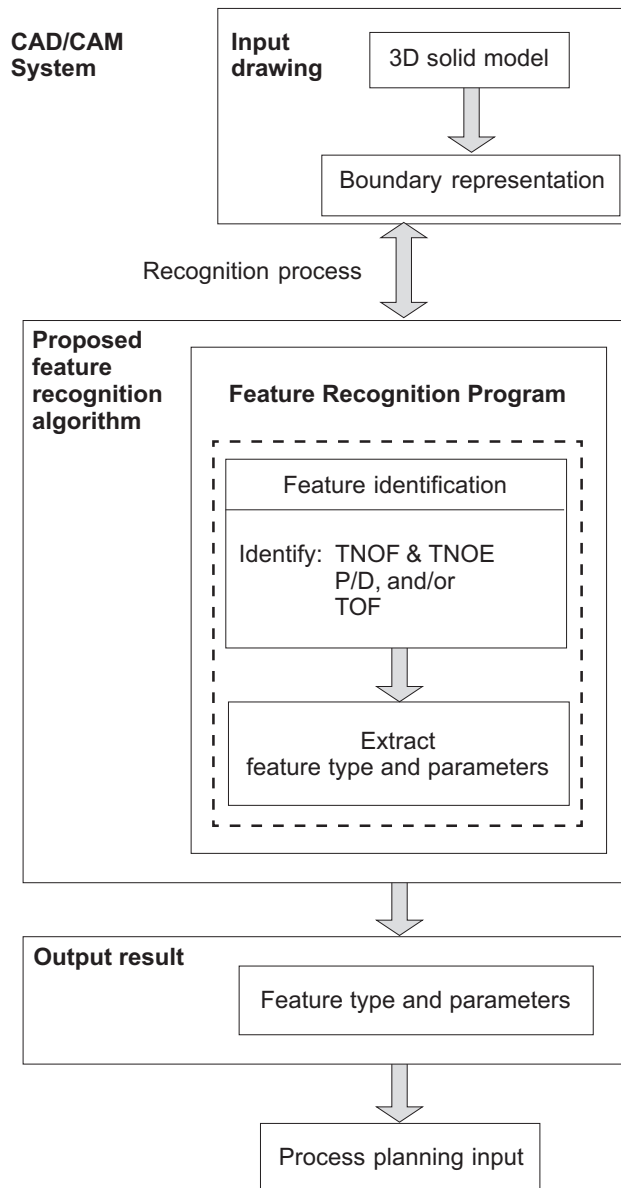 CAD/CAM
System
Input
drawing
3D solid model
Boundary representation
Recognition process
Proposed
feature
recognition
algorithm
Feature Recognition Program
Feature identification
Identify: TNOF & TNOE
P/D, and/or
TOF
Extract
feature type and parameters
Output result
Feature type and parameters
Process planning input